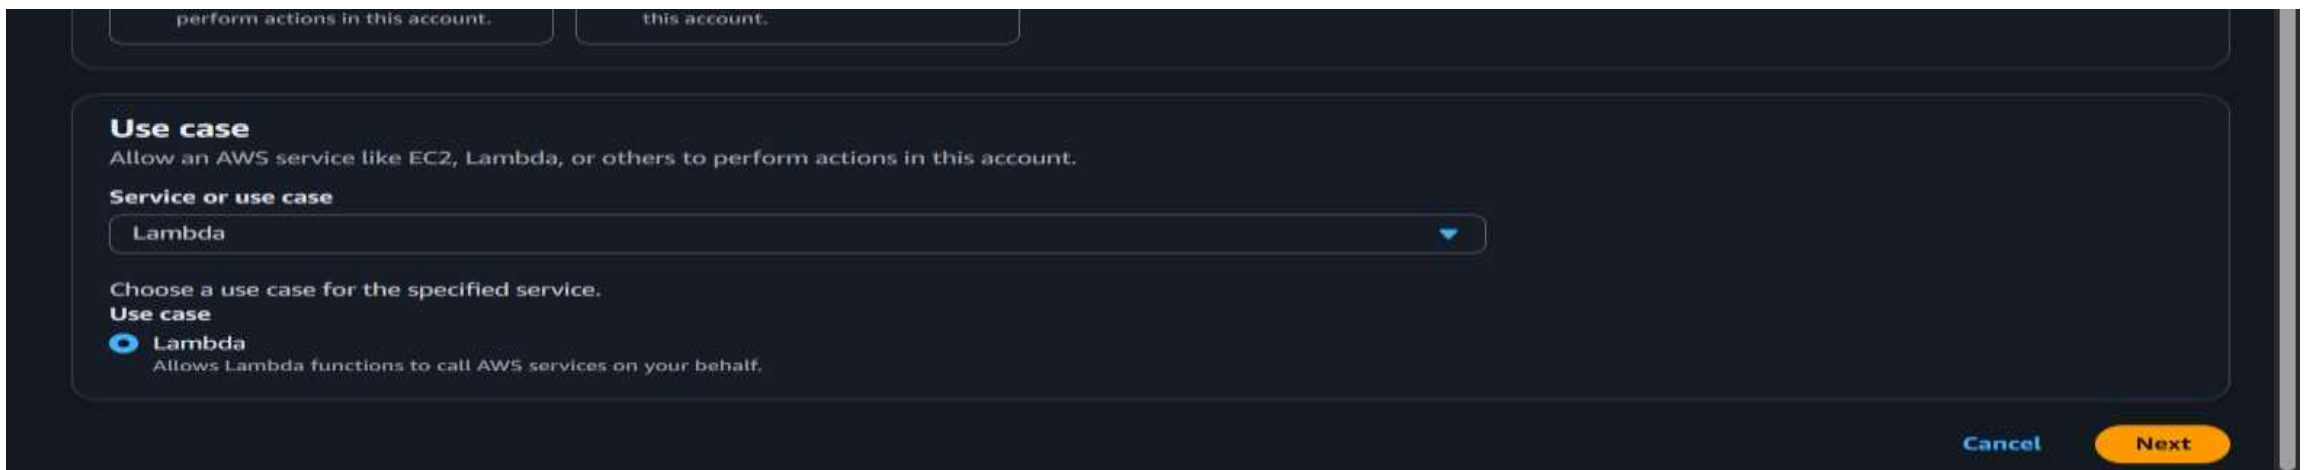 perform actions in this account.
this account.
Use case
Allow an AWS service like EC2, Lambda, or others to perform actions in this account.
Service or use case
Lambda
Choose a use case for the specified service.
Use case
Lambda
Allows Lambda functions to call AWS services on your behalf.
Cancel
Next